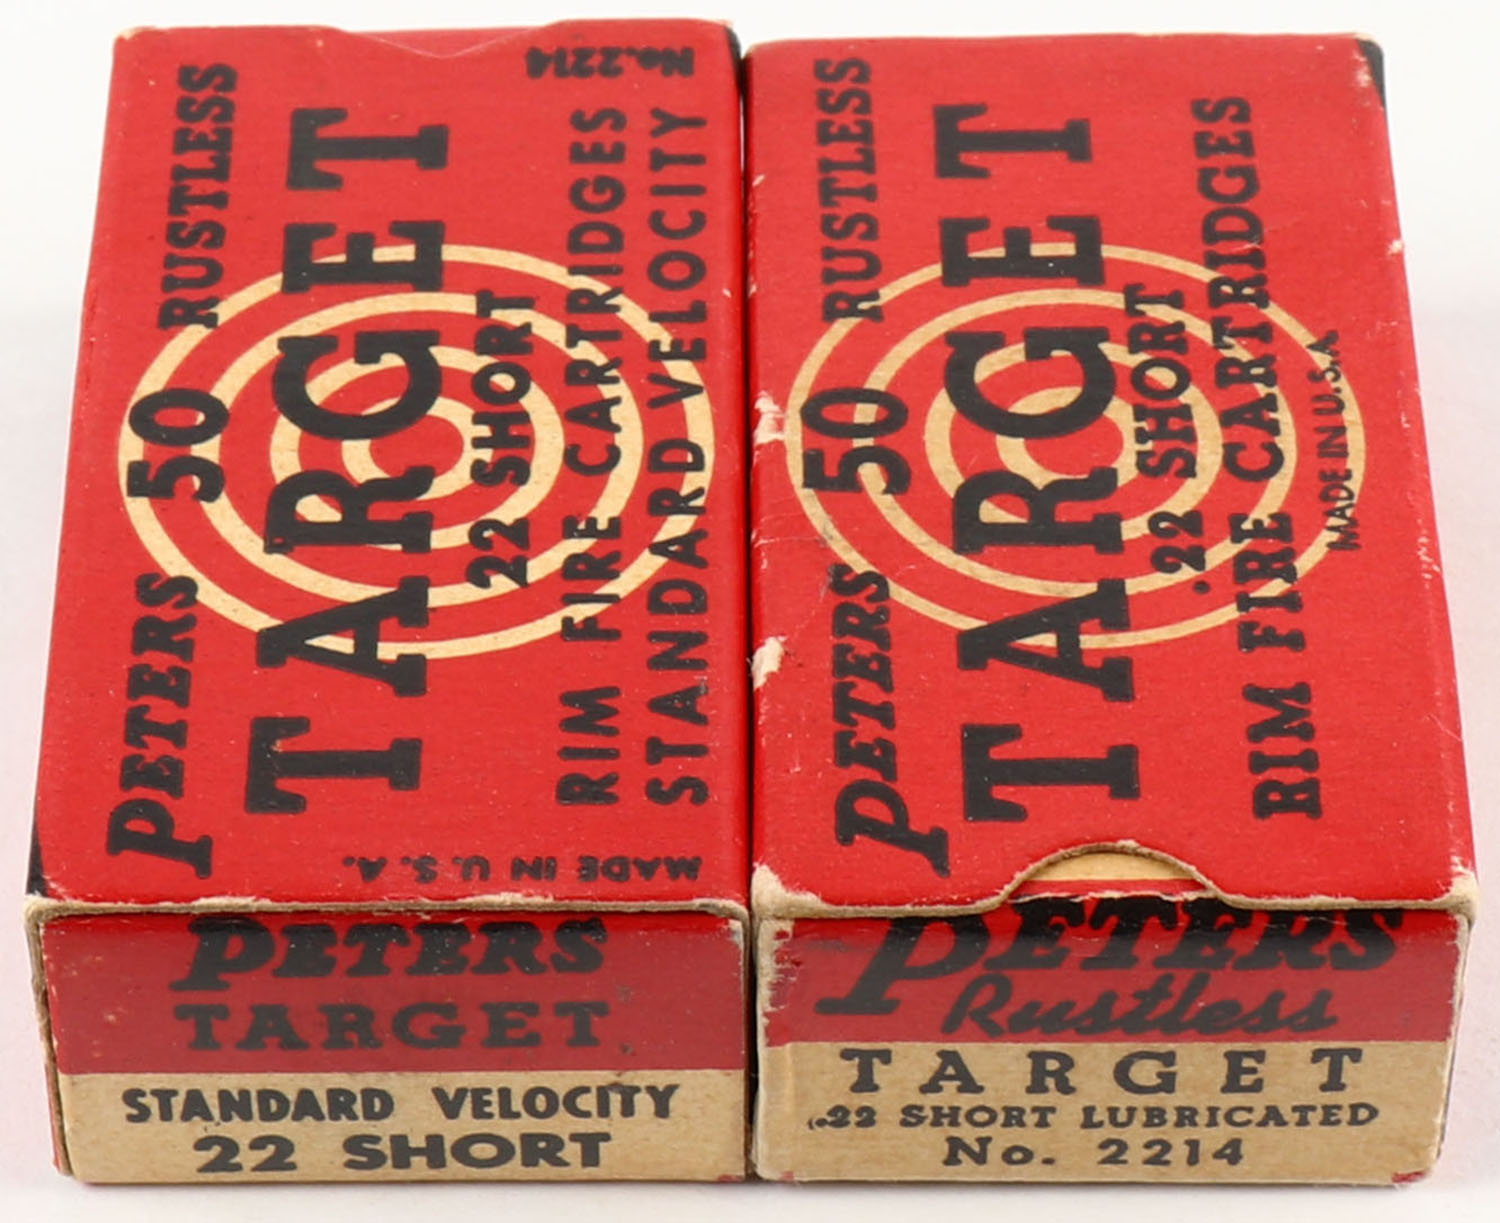 PETERS 50 RUSTLESS
TARGET
22 SHORT
RIM FIRE CARTRIDGES
STANDARD VELOCITY
No. 2214
MADE IN U.S.A.
PETERS
TARGET
STANDARD VELOCITY
22 SHORT
PETERS 50 RUSTLESS
TARGET
.22 SHORT
RIM FIRE CARTRIDGES
MADE IN U.S.A
PETERS
Rustless
TARGET
.22 SHORT LUBRICATED
No. 2214